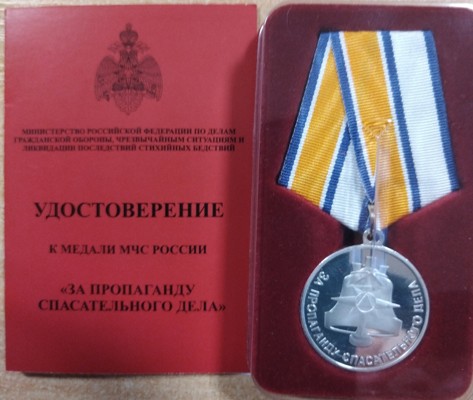 МИНИСТЕРСТВО РОССИЙСКОЙ ФЕДЕРАЦИИ ПО ДЕЛАМ
ГРАЖДАНСКОЙ ОБОРОНЫ, ЧРЕЗВЫЧАЙНЫМ СИТУАЦИЯМ И
ЛИКВИДАЦИИ ПОСЛЕДСТВИЙ СТИХИЙНЫХ БЕДСТВИЙ
УДОСТОВЕРЕНИЕ
К МЕДАЛИ МЧС РОССИИ
«ЗА ПРОПАГАНДУ
СПАСАТЕЛЬНОГО ДЕЛА»
ЗА ПРОПАГАНДУ СПАСАТЕЛЬНОГО ДЕЛА